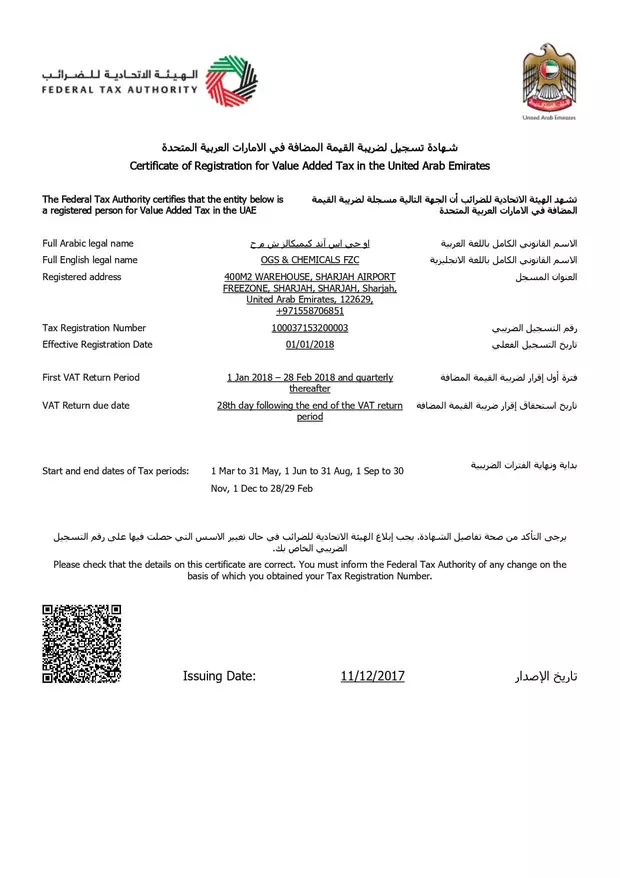 الهيئة الاتحادية للضرائب
FEDERAL TAX AUTHORITY
United Arab Emirates
شهادة تسجيل لضريبة القيمة المضافة في الامارات العربية المتحدة
Certificate of Registration for Value Added Tax in the United Arab Emirates
The Federal Tax Authority certifies that the entity below is تشهد الهيئة الاتحادية للضرائب أن الجهة التالية مسجلة لضريبة القيمة
a registered person for Value Added Tax in the UAE المضافة في الامارات العربية المتحدة
Full Arabic legal name او جي اس آند كيميكالز ش م ح الاسم القانوني الكامل باللغة العربية
Full English legal name OGS & CHEMICALS FZC الاسم القانوني الكامل باللغة الانجليزية
Registered address 400M2 WAREHOUSE, SHARJAH AIRPORT العنوان المسجل
FREEZONE, SHARJAH, SHARJAH, Sharjah,
United Arab Emirates, 122629,
+971558706851
Tax Registration Number 100037153200003 رقم التسجيل الضريبي
Effective Registration Date 01/01/2018 تاريخ التسجيل الفعلي
First VAT Return Period 1 Jan 2018 – 28 Feb 2018 and quarterly فترة أول إقرار لضريبة القيمة المضافة
thereafter
VAT Return due date 28th day following the end of the VAT return تاريخ استحقاق إقرار ضريبة القيمة المضافة
period
Start and end dates of Tax periods: 1 Mar to 31 May, 1 Jun to 31 Aug, 1 Sep to 30 بداية ونهاية الفترات الضريبية
Nov, 1 Dec to 28/29 Feb
يرجى التأكد من صحة تفاصيل الشهادة. يجب إبلاغ الهيئة الاتحادية للضرائب في حال تغيير الاسس التي حصلت فيها على رقم التسجيل
الضريبي الخاص بك.
Please check that the details on this certificate are correct. You must inform the Federal Tax Authority of any change on the
basis of which you obtained your Tax Registration Number.
Issuing Date: 11/12/2017 تاريخ الإصدار